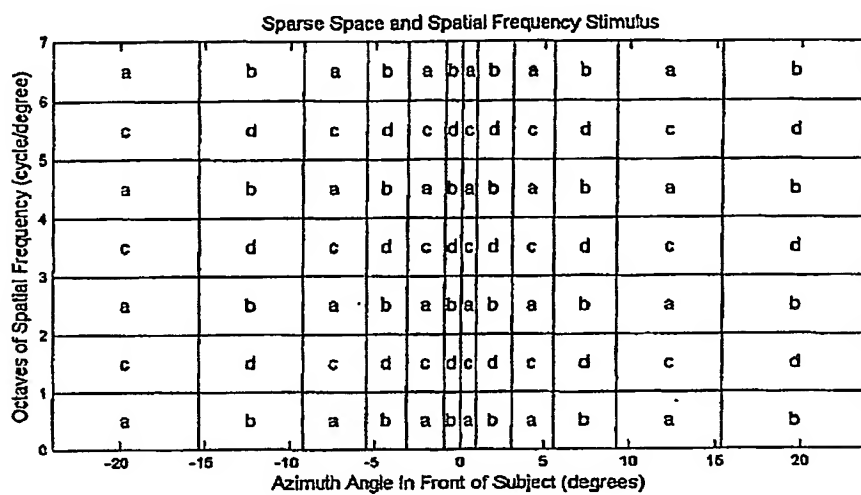 Sparse Space and Spatial Frequency Stimulus
Octaves of Spatial Frequency (cycle/degree)
7
a b a b a b a b a b a b
6
c d c d c d c d c d c d
5
a b a b a b a b a b a b
4
c d c d c d c d c d c d
3
a b a b a b a b a b a b
2
c d c d c d c d c d c d
1
a b a b a b a b a b a b
0
-20 -15 -10 -5 0 5 10 15 20
Azimuth Angle In Front of Subject (degrees)